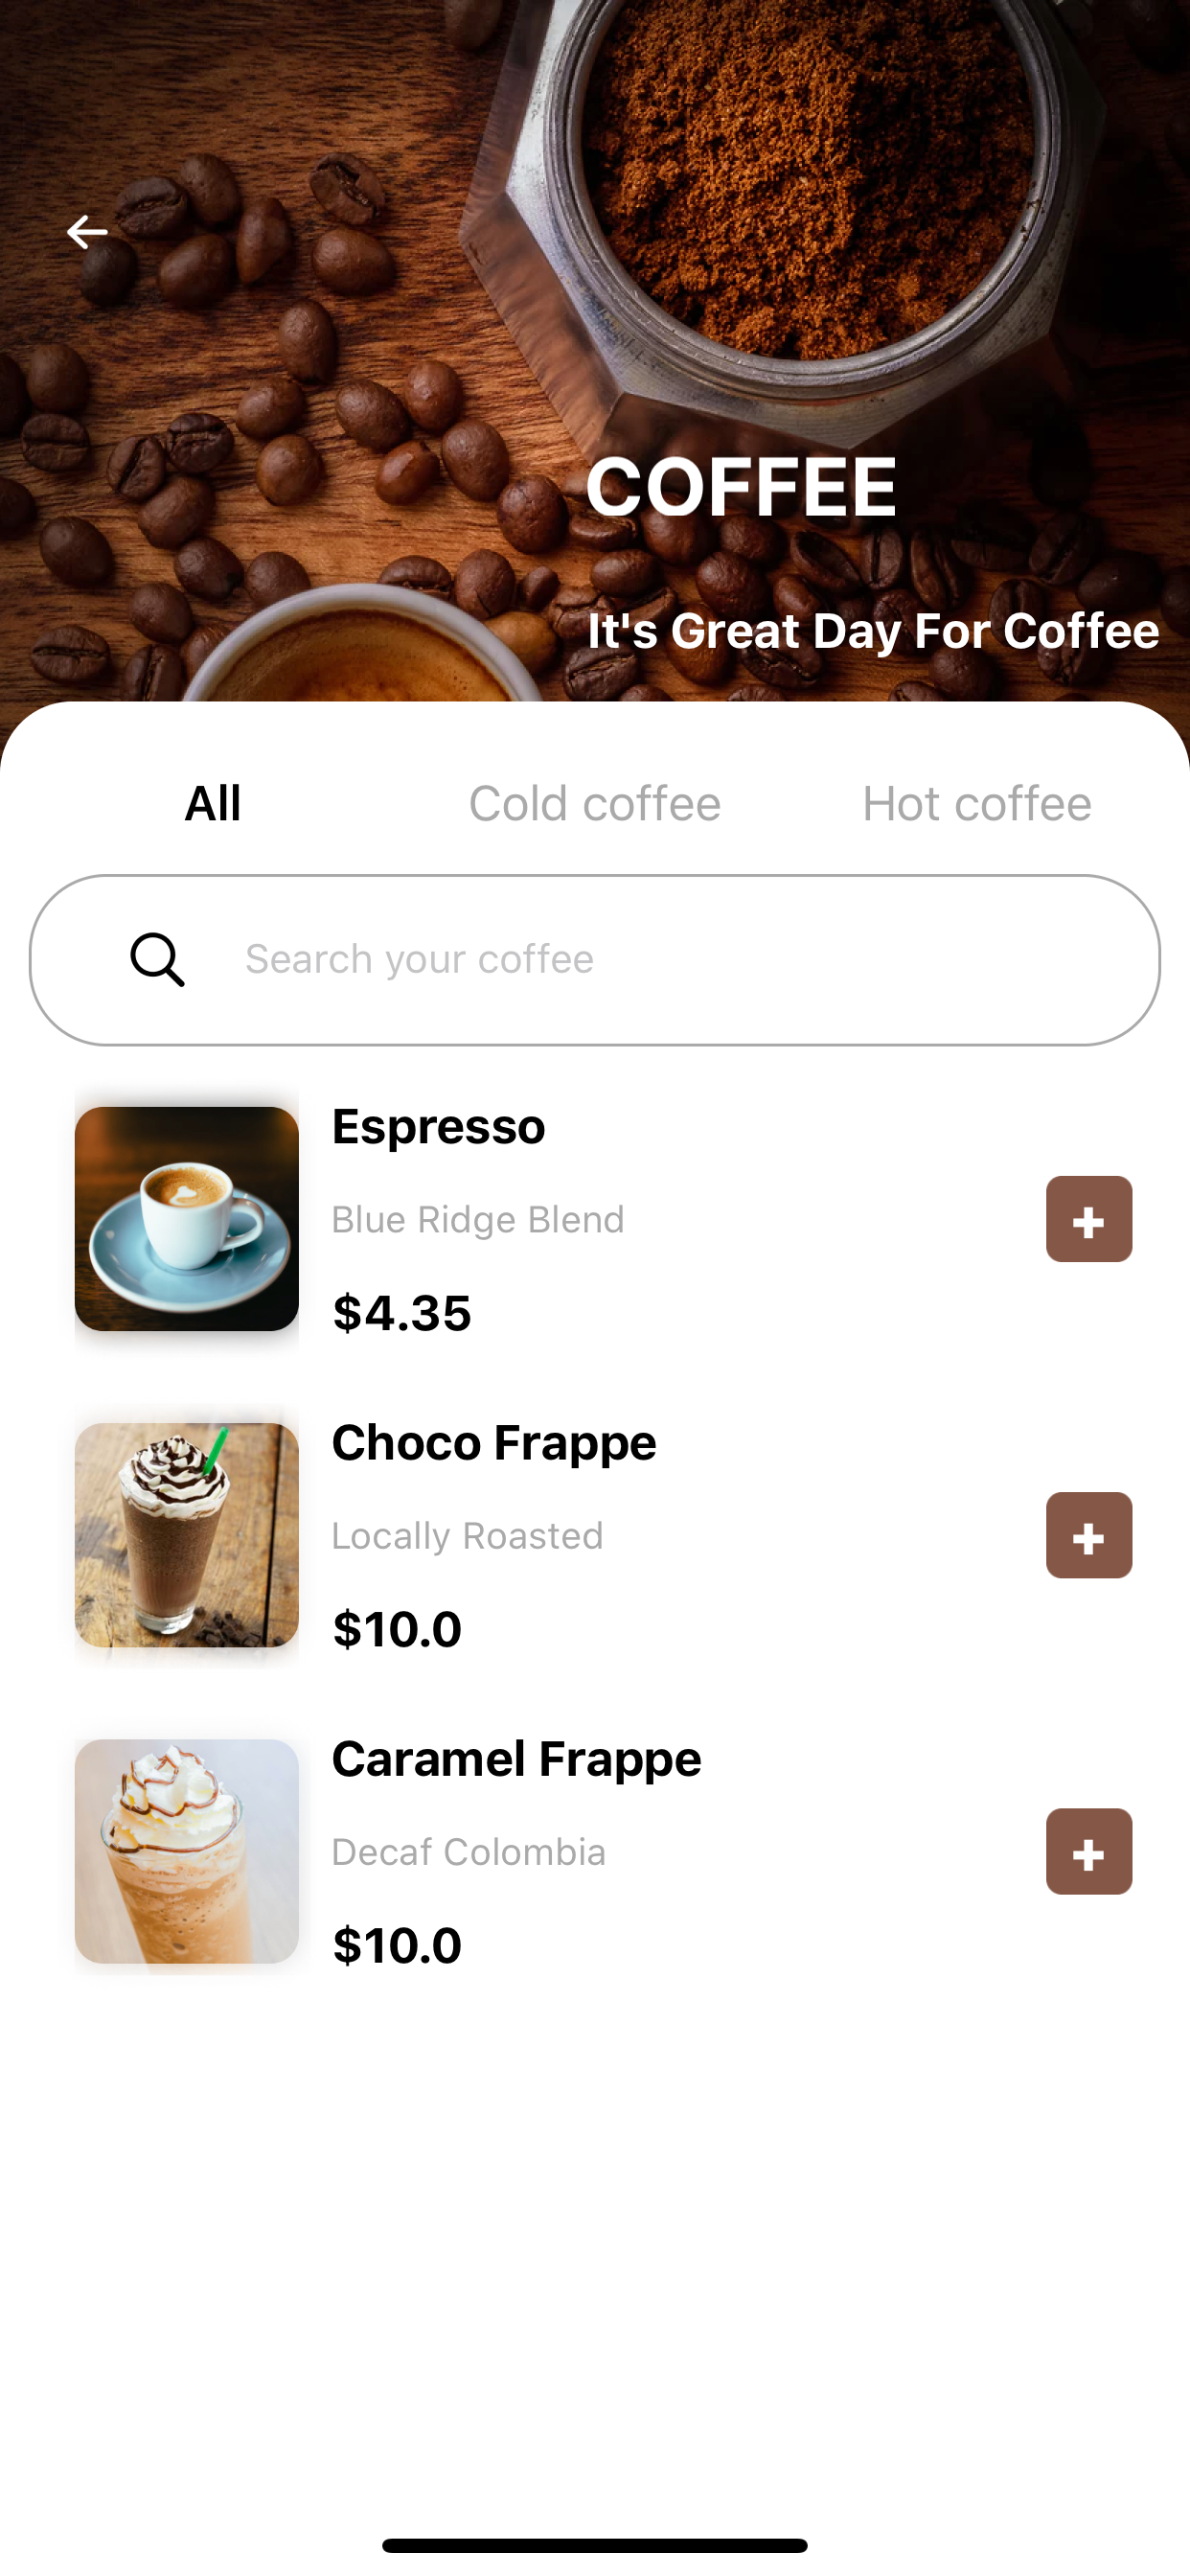 COFFEE
It's Great Day For Coffee
All Cold coffee Hot coffee
Search your coffee
Espresso
Blue Ridge Blend
$4.35
Choco Frappe
Locally Roasted
$10.0
Caramel Frappe
Decaf Colombia
$10.0